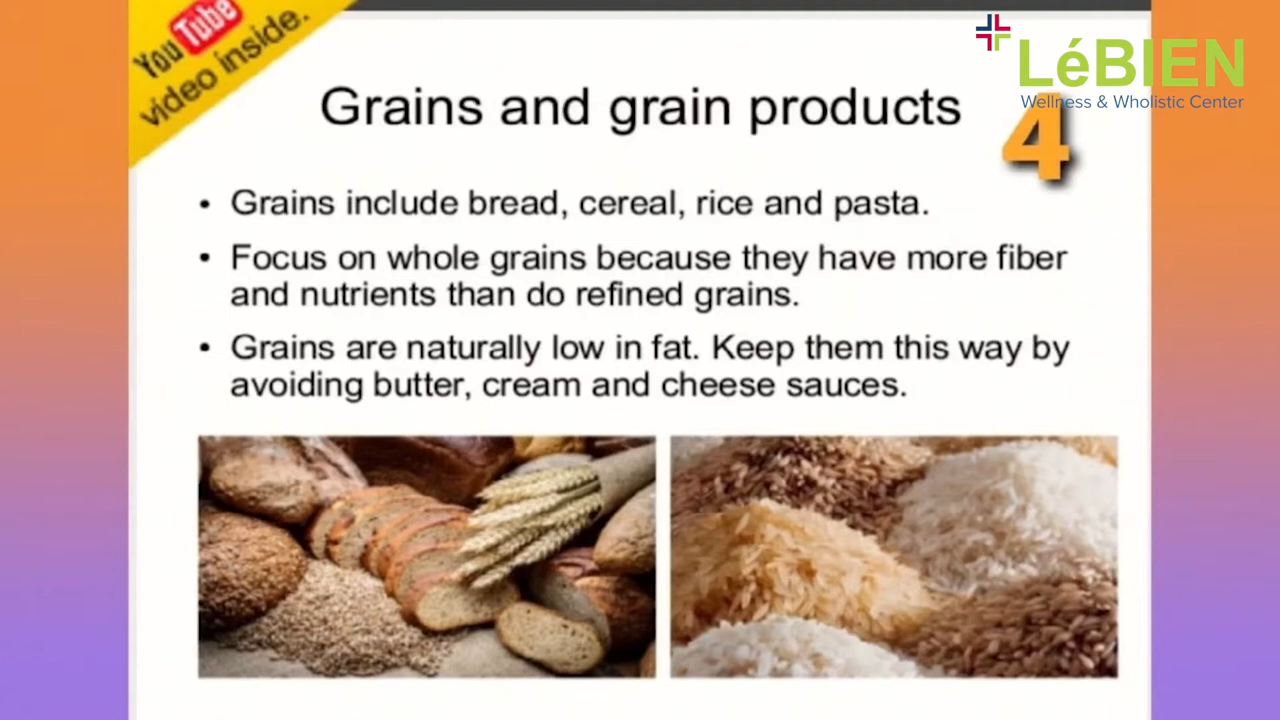 You Tube
video inside.
LéBIEN
Wellness & Wholistic Center
Grains and grain products
4
• Grains include bread, cereal, rice and pasta.
• Focus on whole grains because they have more fiber
and nutrients than do refined grains.
• Grains are naturally low in fat. Keep them this way by
avoiding butter, cream and cheese sauces.